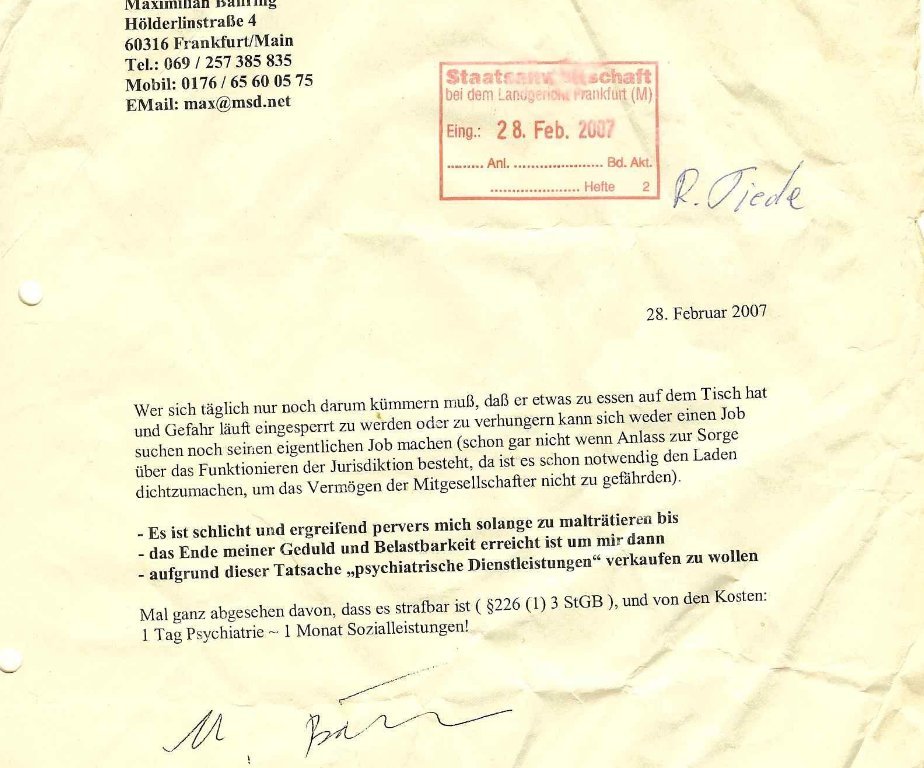 Maximilian Bähring
Hölderlinstraße 4
60316 Frankfurt/Main
Tel.: 069 / 257 385 835
Mobil: 0176 / 65 60 05 75
EMail: max@msd.net
Staatsanwaltschaft
bei dem Landgericht Frankfurt (M)
Eing.: 28. Feb. 2007
......... Anl. ...................... Bd. Akt.
...................... Hefte 2
R. Tiede
28. Februar 2007
Wer sich täglich nur noch darum kümmern muß, daß er etwas zu essen auf dem Tisch hat
und Gefahr läuft eingesperrt zu werden oder zu verhungern kann sich weder einen Job
suchen noch seinen eigentlichen Job machen (schon gar nicht wenn Anlass zur Sorge
über das Funktionieren der Jurisdiktion besteht, da ist es schon notwendig den Laden
dichtzumachen, um das Vermögen der Mitgesellschafter nicht zu gefährden).
- Es ist schlicht und ergreifend pervers mich solange zu malträtieren bis
- das Ende meiner Geduld und Belastbarkeit erreicht ist um mir dann
- aufgrund dieser Tatsache „psychiatrische Dienstleistungen“ verkaufen zu wollen
Mal ganz abgesehen davon, dass es strafbar ist ( §226 (1) 3 StGB ), und von den Kosten:
1 Tag Psychiatrie ~ 1 Monat Sozialleistungen!